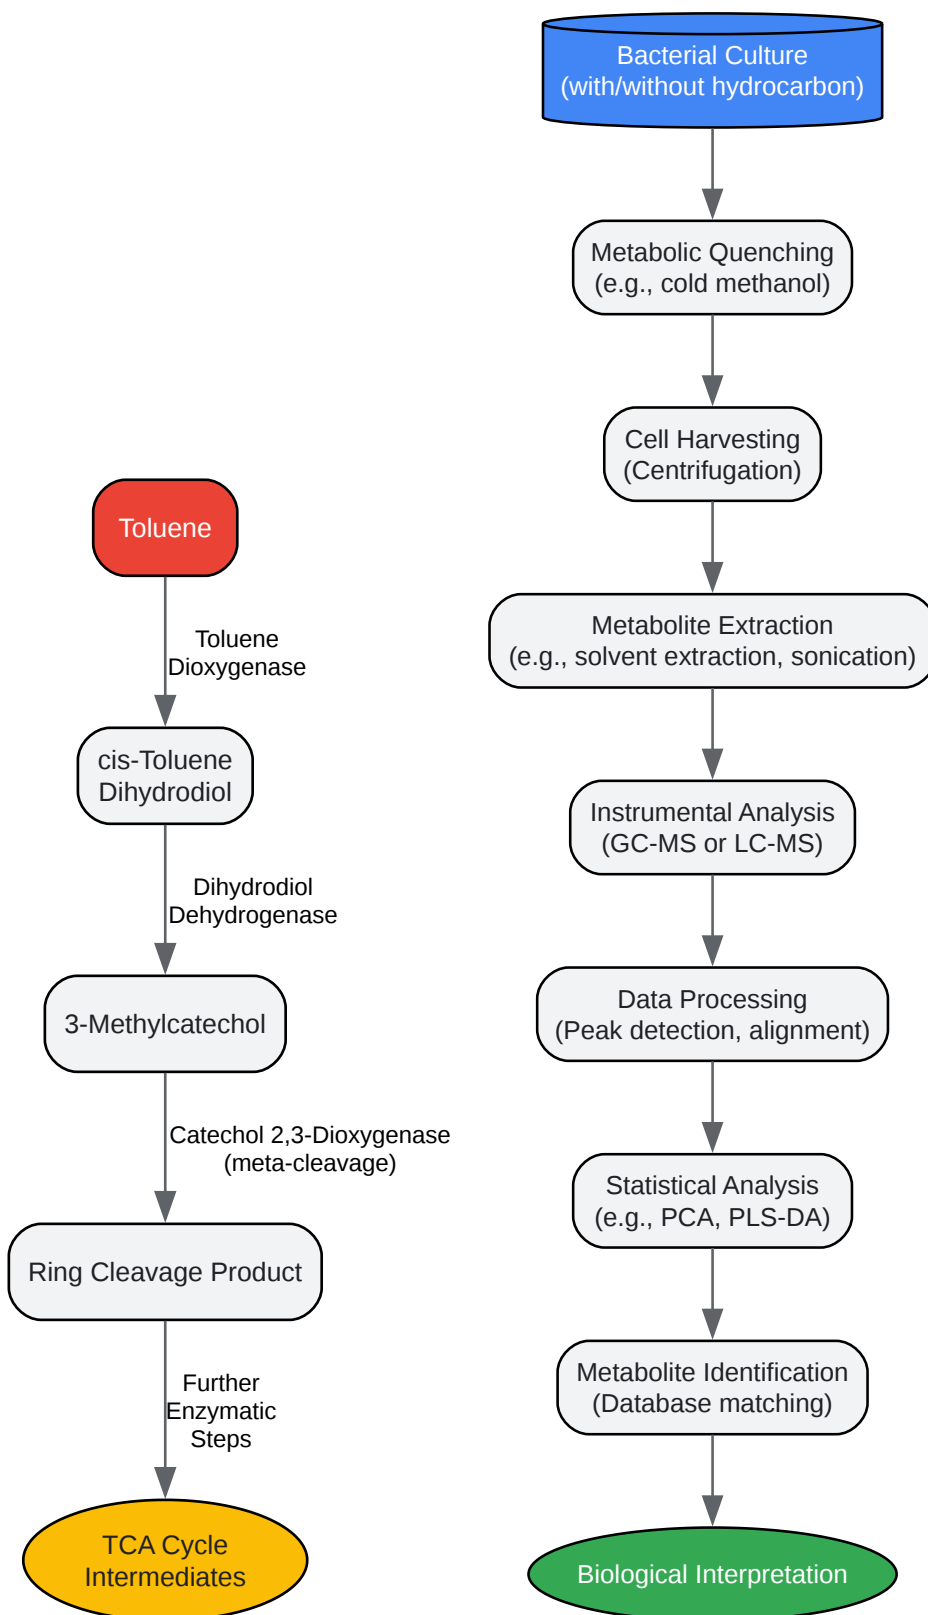 Toluene
Toluene
Dioxygenase
cis-Toluene
Dihydrodiol
Dihydrodiol
Dehydrogenase
3-Methylcatechol
Catechol 2,3-Dioxygenase
(meta-cleavage)
Ring Cleavage Product
Further
Enzymatic
Steps
TCA Cycle
Intermediates
Bacterial Culture
(with/without hydrocarbon)
Metabolic Quenching
(e.g., cold methanol)
Cell Harvesting
(Centrifugation)
Metabolite Extraction
(e.g., solvent extraction, sonication)
Instrumental Analysis
(GC-MS or LC-MS)
Data Processing
(Peak detection, alignment)
Statistical Analysis
(e.g., PCA, PLS-DA)
Metabolite Identification
(Database matching)
Biological Interpretation